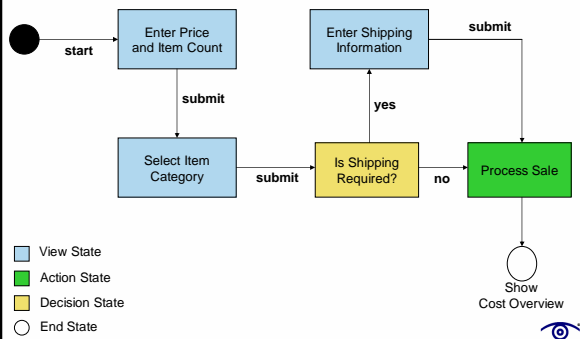 Enter Price
and Item Count
Enter Shipping
Information
start
submit
submit
yes
Select Item
Category
submit
Is Shipping
Required?
no
Process Sale
View State
Action State
Decision State
End State
Show
Cost Overview